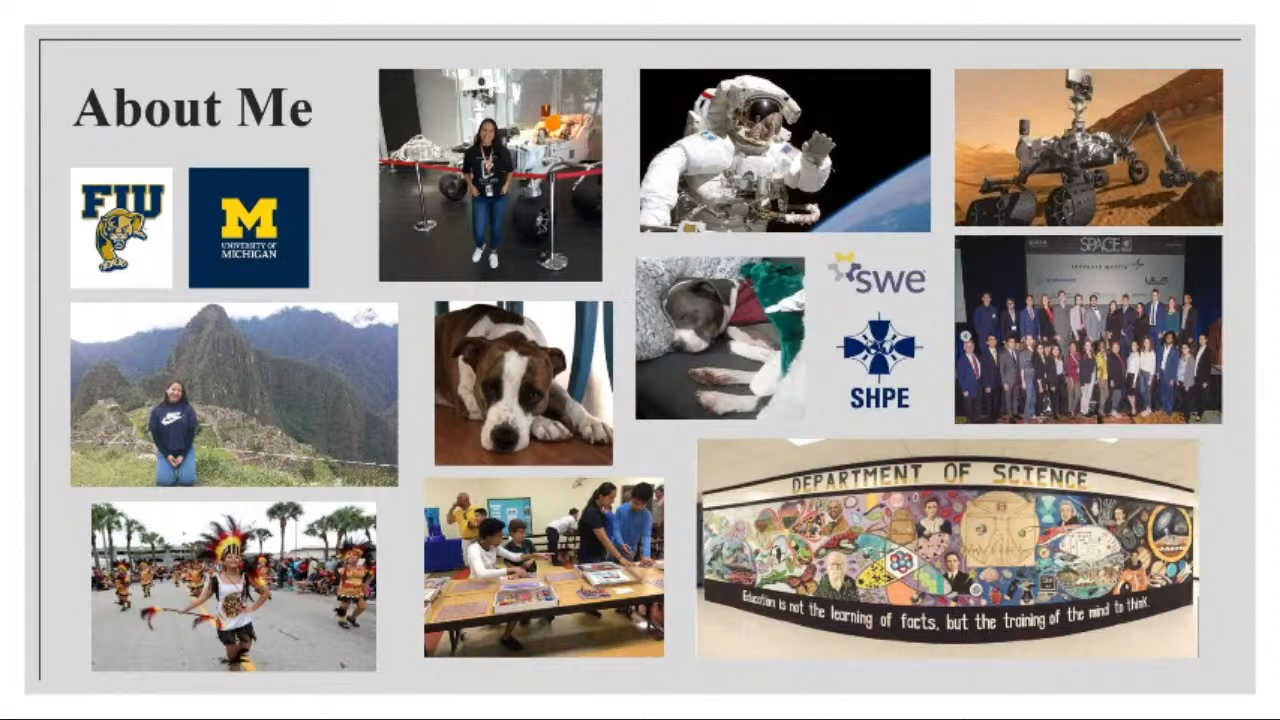 About Me
FIU
M
UNIVERSITY OF
MICHIGAN
swe
SHPE
SPACE
DEPARTMENT OF SCIENCE
Education is not the learning of facts, but the training of the mind to think.